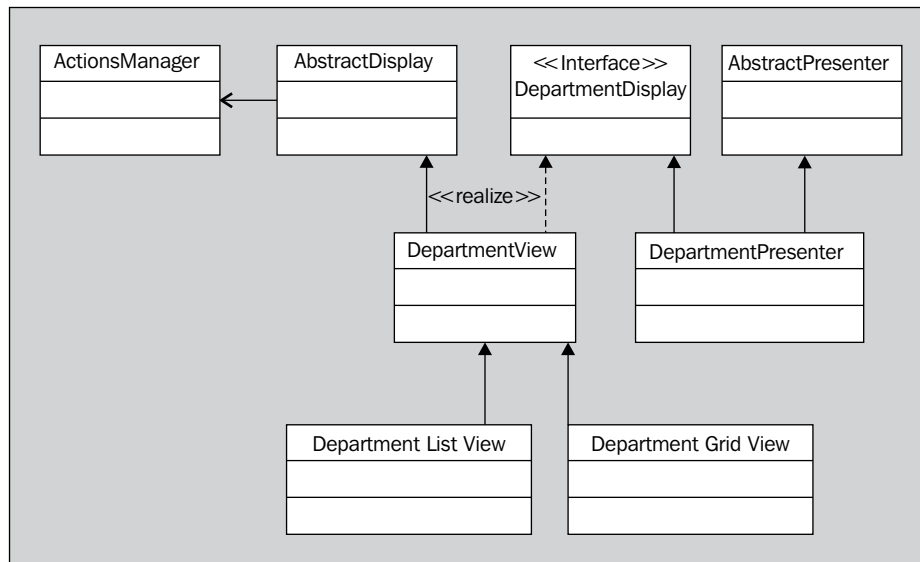 ActionsManager
AbstractDisplay
<<Interface>>
DepartmentDisplay
AbstractPresenter
<<realize>>
DepartmentView
DepartmentPresenter
Department List View
Department Grid View